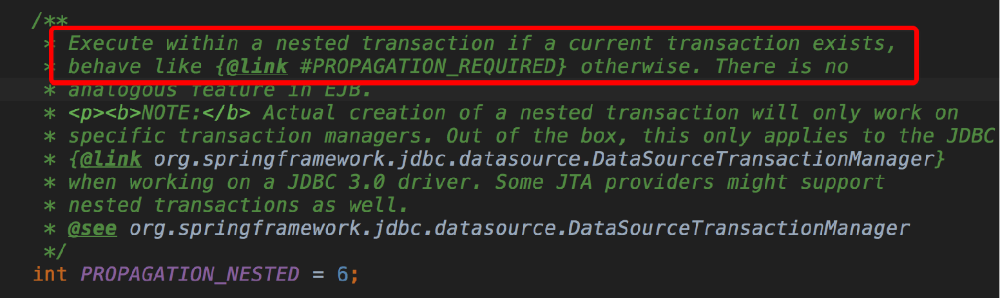 /**
* Execute within a nested transaction if a current transaction exists,
* behave like {@link #PROPAGATION_REQUIRED} otherwise. There is no
* analogous feature in EJB.
* <p><b>NOTE:</b> Actual creation of a nested transaction will only work on
* specific transaction managers. Out of the box, this only applies to the JDBC
* {@link org.springframework.jdbc.datasource.DataSourceTransactionManager}
* when working on a JDBC 3.0 driver. Some JTA providers might support
* nested transactions as well.
* @see org.springframework.jdbc.datasource.DataSourceTransactionManager
*/
int PROPAGATION_NESTED = 6;